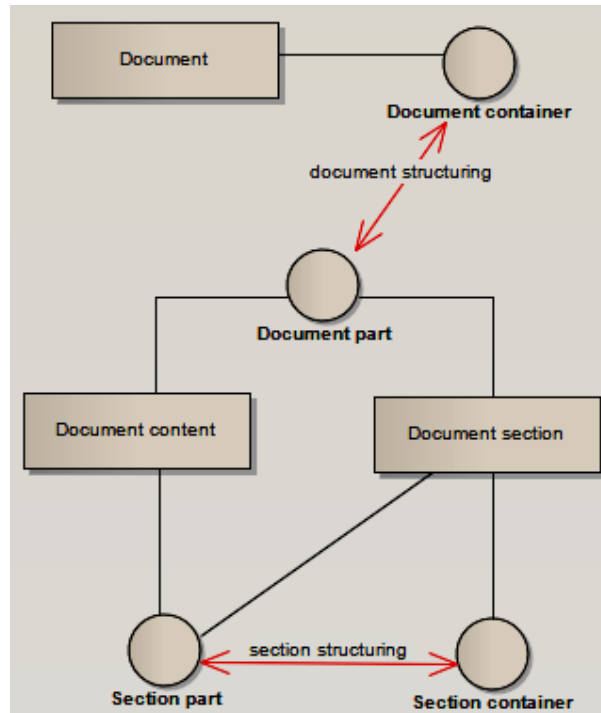 Document
Document container
document structuring
Document part
Document content
Document section
section structuring
Section part
Section container